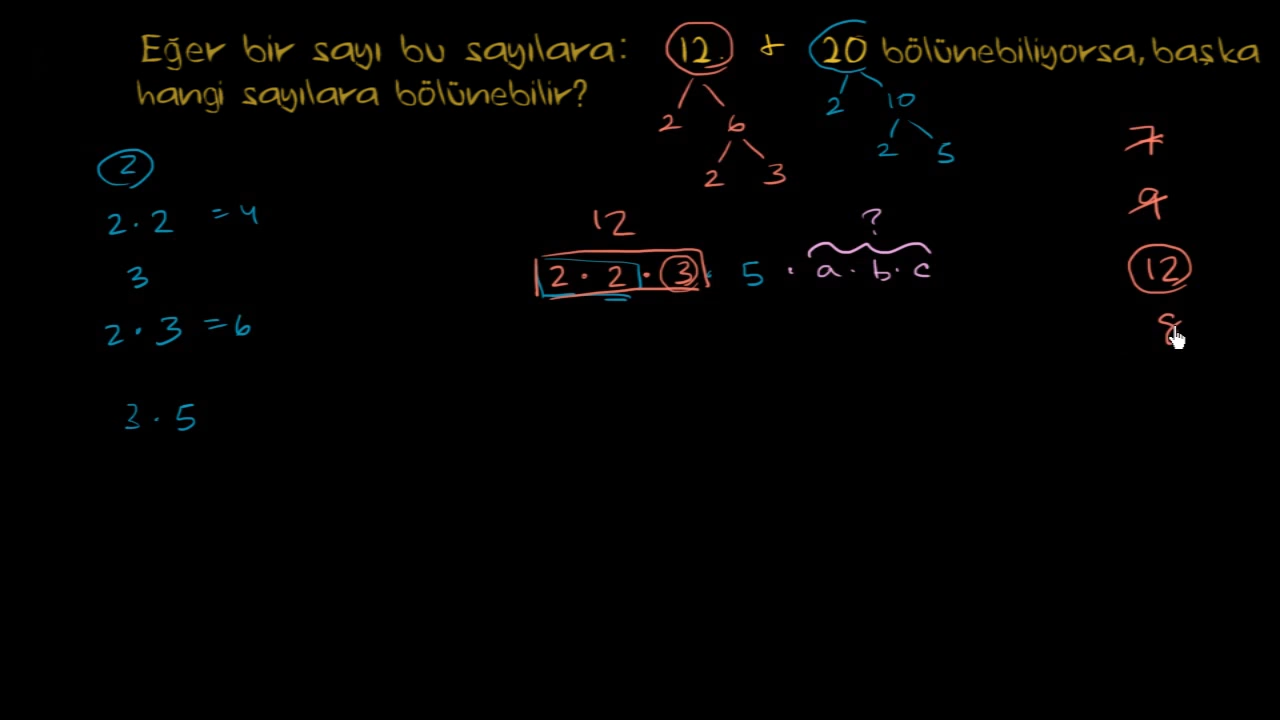 Eğer bir sayı bu sayılara: 12 + 20 bölünebiliyorsa, başka
hangi sayılara bölünebilir?
2 10
2 6
2 5
2 3
7
9
12
8
2
2 · 2 = 4
3
2 · 3 = 6
3 · 5
12 ?
2 · 2 · 3 · 5 · a · b · c